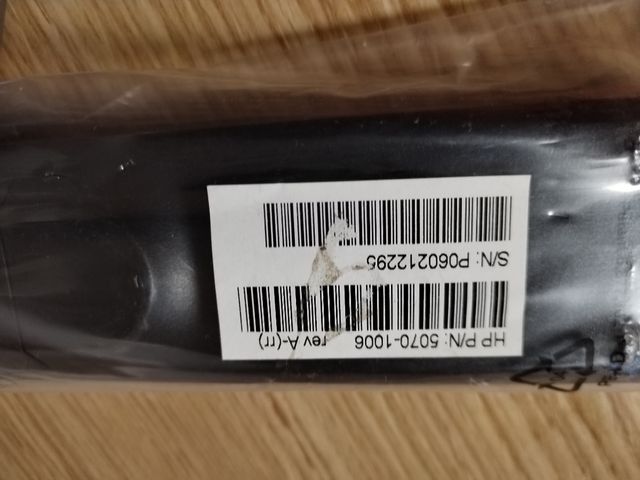 HP P/N: 5070-1006 rev A-(rr)
S/N: P060212295